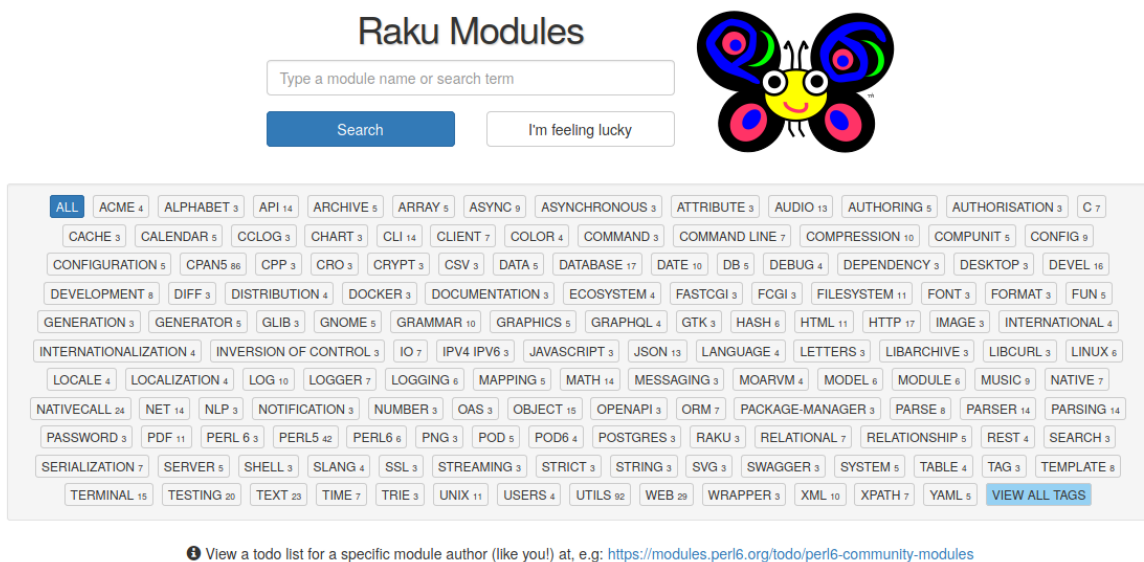 Raku Modules
Type a module name or search term
Search I'm feeling lucky
ALL ACME 4 ALPHABET 3 API 14 ARCHIVE 5 ARRAY 5 ASYNC 9 ASYNCHRONOUS 3 ATTRIBUTE 3 AUDIO 13 AUTHORING 5 AUTHORISATION 3 C 7
CACHE 3 CALENDAR 5 CCLOG 3 CHART 3 CLI 14 CLIENT 7 COLOR 4 COMMAND 3 COMMAND LINE 7 COMPRESSION 10 COMPUNIT 5 CONFIG 9
CONFIGURATION 5 CPAN5 86 CPP 3 CRO 3 CRYPT 3 CSV 3 DATA 5 DATABASE 17 DATE 10 DB 5 DEBUG 4 DEPENDENCY 3 DESKTOP 3 DEVEL 16
DEVELOPMENT 8 DIFF 3 DISTRIBUTION 4 DOCKER 3 DOCUMENTATION 3 ECOSYSTEM 4 FASTCGI 3 FCGI 3 FILESYSTEM 11 FONT 3 FORMAT 3 FUN 5
GENERATION 3 GENERATOR 5 GLIB 3 GNOME 5 GRAMMAR 10 GRAPHICS 5 GRAPHQL 4 GTK 3 HASH 6 HTML 11 HTTP 17 IMAGE 3 INTERNATIONAL 4
INTERNATIONALIZATION 4 INVERSION OF CONTROL 3 IO 7 IPV4 IPV6 3 JAVASCRIPT 3 JSON 13 LANGUAGE 4 LETTERS 3 LIBARCHIVE 3 LIBCURL 3 LINUX 6
LOCALE 4 LOCALIZATION 4 LOG 10 LOGGER 7 LOGGING 6 MAPPING 5 MATH 14 MESSAGING 3 MOARVM 4 MODEL 6 MODULE 6 MUSIC 9 NATIVE 7
NATIVECALL 24 NET 14 NLP 3 NOTIFICATION 3 NUMBER 3 OAS 3 OBJECT 15 OPENAPI 3 ORM 7 PACKAGE-MANAGER 3 PARSE 8 PARSER 14 PARSING 14
PASSWORD 3 PDF 11 PERL 6 3 PERL5 42 PERL6 6 PNG 3 POD 5 POD6 4 POSTGRES 3 RAKU 3 RELATIONAL 7 RELATIONSHIP 5 REST 4 SEARCH 3
SERIALIZATION 7 SERVER 5 SHELL 3 SLANG 4 SSL 3 STREAMING 3 STRICT 3 STRING 3 SVG 3 SWAGGER 3 SYSTEM 5 TABLE 4 TAG 3 TEMPLATE 8
TERMINAL 15 TESTING 20 TEXT 23 TIME 7 TRIE 3 UNIX 11 USERS 4 UTILS 92 WEB 29 WRAPPER 3 XML 10 XPATH 7 YAML 5 VIEW ALL TAGS
View a todo list for a specific module author (like you!) at, e.g: https://modules.perl6.org/todo/perl6-community-modules